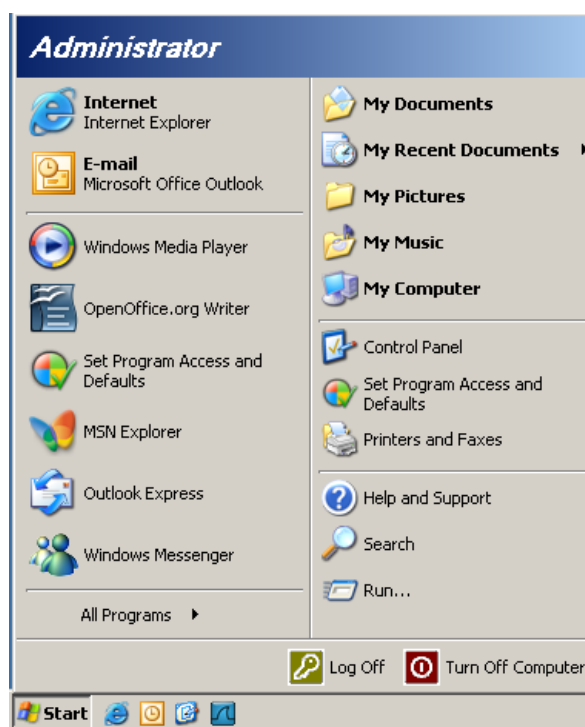 Administrator
Internet
Internet Explorer
E-mail
Microsoft Office Outlook
Windows Media Player
OpenOffice.org Writer
Set Program Access and
Defaults
MSN Explorer
Outlook Express
Windows Messenger
All Programs
My Documents
My Recent Documents
My Pictures
My Music
My Computer
Control Panel
Set Program Access and
Defaults
Printers and Faxes
Help and Support
Search
Run...
Log Off
Turn Off Computer
Start